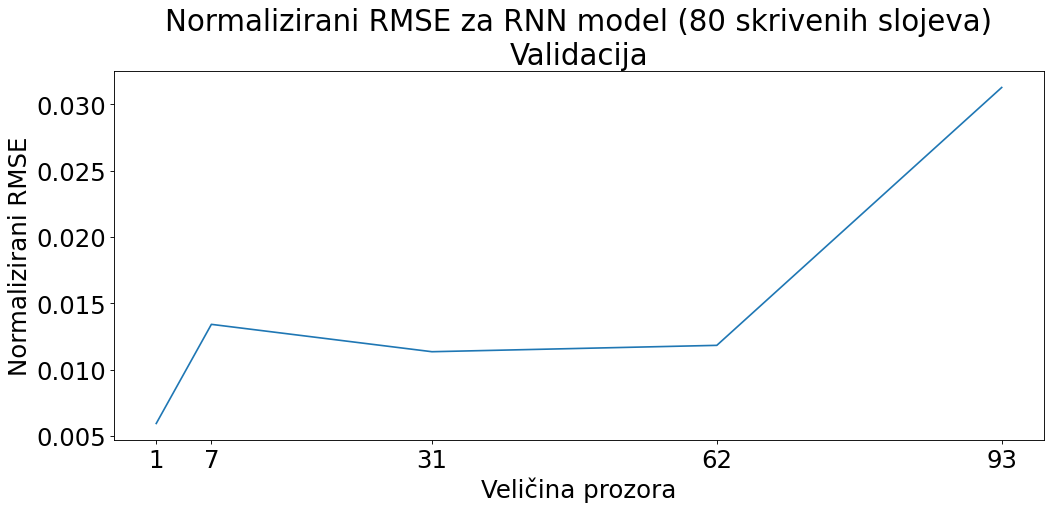 Normalizirani RMSE za RNN model (80 skrivenih slojeva)
Validacija
Normalizirani RMSE
0.030
0.025
0.020
0.015
0.010
0.005
1 7 31 62 93
Veličina prozora